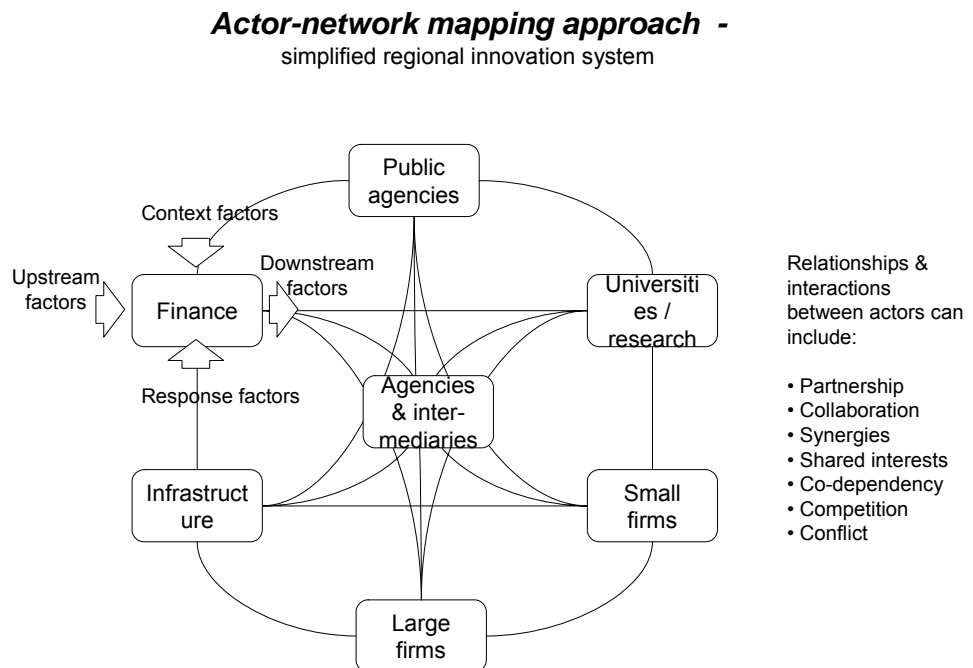 Actor-network mapping approach -
simplified regional innovation system
Public
agencies
Context factors
Upstream
factors
Finance
Downstream
factors
Universiti
es /
research
Response factors
Agencies
& inter-
mediaries
Infrastruct
ure
Small
firms
Large
firms
Relationships &
interactions
between actors can
include:
• Partnership
• Collaboration
• Synergies
• Shared interests
• Co-dependency
• Competition
• Conflict